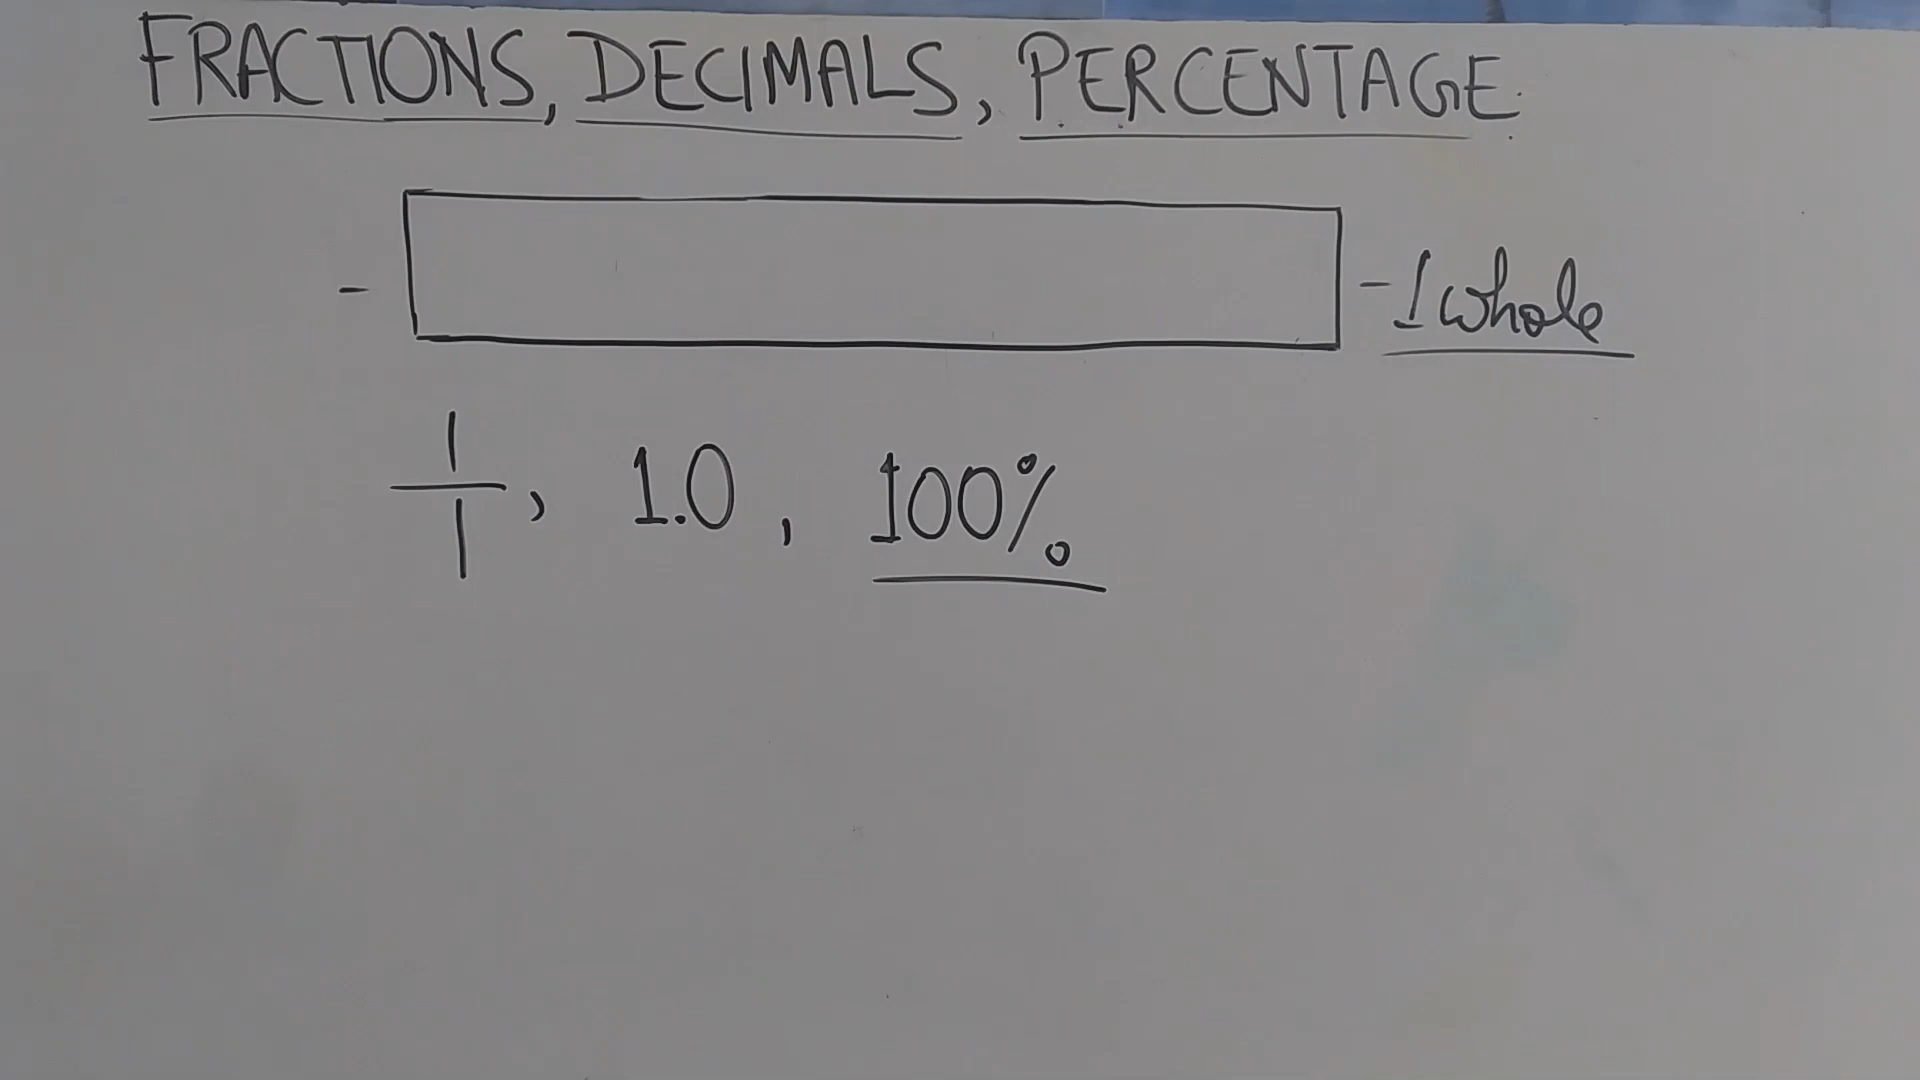 FRACTIONS, DECIMALS, PERCENTAGE.
- - 1 whole
1/1, 1.0, 100%